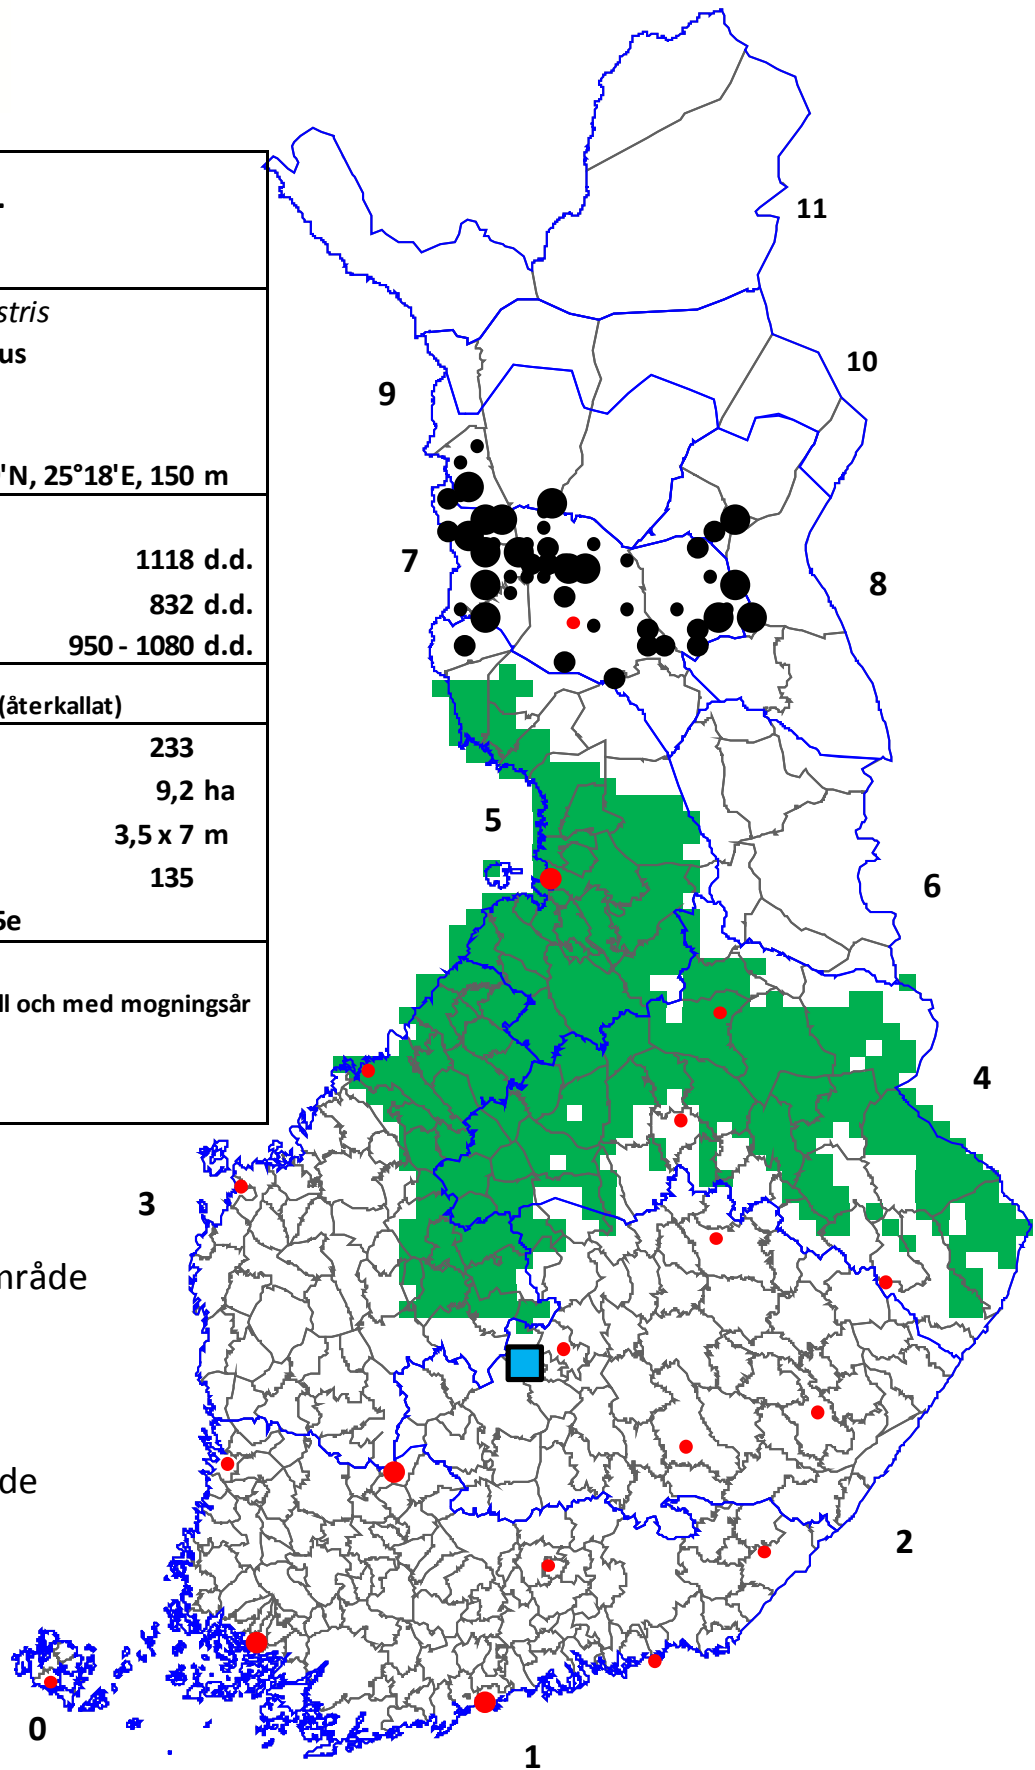 .
stris
us
'N, 25°18'E, 150 m
1118 d.d.
832 d.d.
950 - 1080 d.d.
(återkallat)
233
9,2 ha
3,5 x 7 m
135
5e
ll och med mogningsår
mråde
de
11
10
9
8
7
6
5
4
3
2
1
0